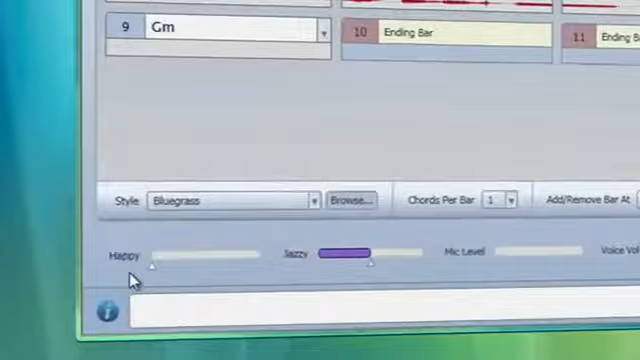 9 Gm 10 Ending Bar 11 Ending
Style Bluegrass Browse... Chords Per Bar 1 Add/Remove Bar At
Happy Jazzy Mic Level Voice Vol